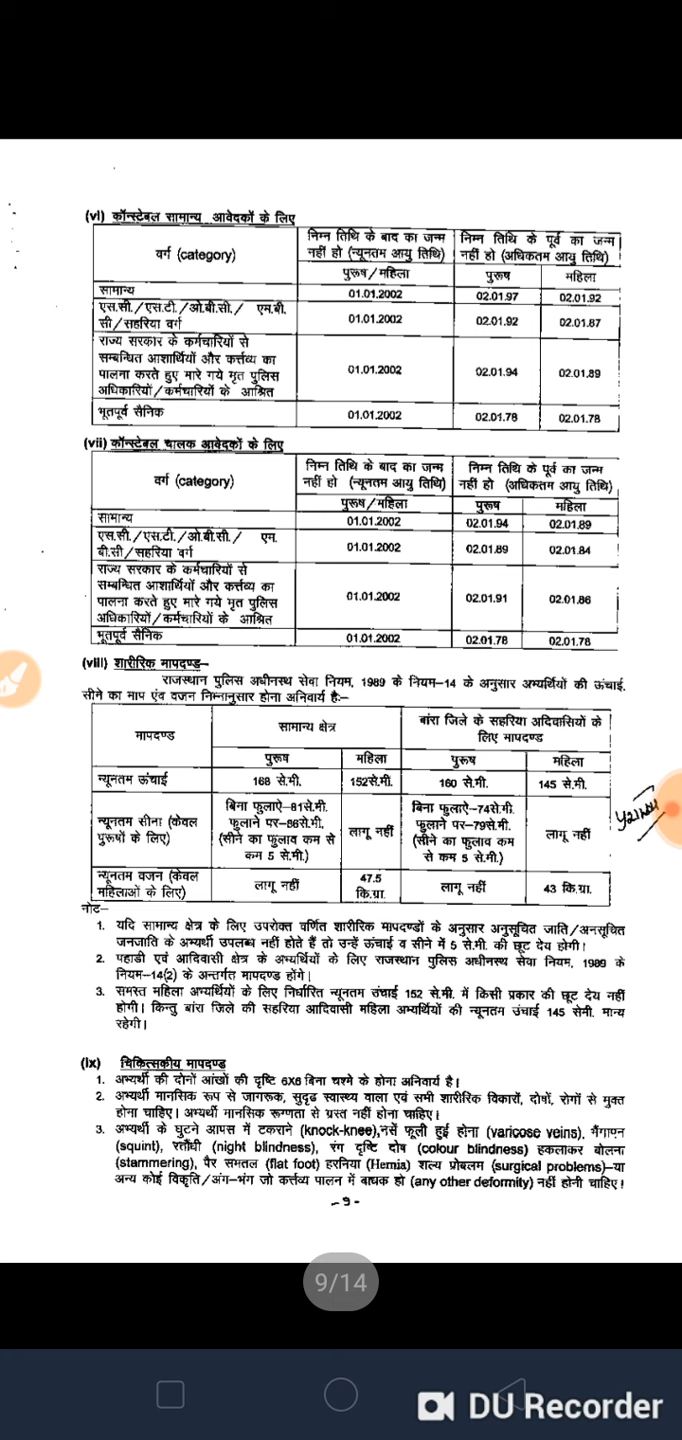 (vi) कॉन्स्टेबल सामान्य आवेदकों के लिए
वर्ग (category)
निम्न तिथि के बाद का जन्म नहीं हो (न्यूनतम आयु तिथि)
निम्न तिथि के पूर्व का जन्म नहीं हो (अधिकतम आयु तिथि)
पुरूष/महिला पुरूष महिला
सामान्य 01.01.2002 02.01.97 02.01.92
एस.सी./एस.टी./ओ.बी.सी./ एम.बी.
सी/सहरिया वर्ग 01.01.2002 02.01.92 02.01.87
राज्य सरकार के कर्मचारियों से
सम्बन्धित आशार्थियों और कर्त्तव्य का
पालना करते हुए मारे गये मृत पुलिस 01.01.2002 02.01.94 02.01.89
अधिकारियों/कर्मचारियों के आश्रित
भूतपूर्व सैनिक 01.01.2002 02.01.78 02.01.78
(vii) कॉन्स्टेबल चालक आवेदकों के लिए
वर्ग (category)
निम्न तिथि के बाद का जन्म नहीं हो (न्यूनतम आयु तिथि)
निम्न तिथि के पूर्व का जन्म नहीं हो (अधिकतम आयु तिथि)
पुरूष/महिला पुरूष महिला
सामान्य 01.01.2002 02.01.94 02.01.89
एस.सी./एस.टी./ओ.बी.सी./ एम.
बी.सी/सहरिया वर्ग 01.01.2002 02.01.89 02.01.84
राज्य सरकार के कर्मचारियों से
सम्बन्धित आशार्थियों और कर्त्तव्य का
पालना करते हुए मारे गये मृत पुलिस 01.01.2002 02.01.91 02.01.86
अधिकारियों/कर्मचारियों के आश्रित
भूतपूर्व सैनिक 01.01.2002 02.01.78 02.01.78
(viii) शारीरिक मापदण्ड–
राजस्थान पुलिस अधीनस्थ सेवा नियम, 1989 के नियम–14 के अनुसार अभ्यर्थियों की ऊंचाई,
सीने का माप एंव वजन निम्नानुसार होना अनिवार्य है:–
मापदण्ड
सामान्य क्षेत्र
बांरा जिले के सहरिया आदिवासियों के
लिए मापदण्ड
पुरूष महिला पुरूष महिला
न्यूनतम ऊंचाई 168 से.मी. 152से.मी. 160 से.मी. 145 से.मी.
न्यूनतम सीना (केवल
पुरूषों के लिए)
बिना फुलाऐ–81से.मी.
फुलाने पर–86से.मी.
(सीने का फुलाव कम से
कम 5 से.मी.)
लागू नहीं
बिना फुलाऐ–74से.मी.
फुलाने पर–79से.मी.
(सीने का फुलाव कम
से कम 5 से.मी.)
लागू नहीं
न्यूनतम वजन (केवल
महिलाओं के लिए)
लागू नहीं
47.5
कि.ग्रा.
लागू नहीं
43 कि.ग्रा.
नोट–
1. यदि सामान्य क्षेत्र के लिए उपरोक्त वर्णित शारीरिक मापदण्डों के अनुसार अनुसूचित जाति/अनसूचित
जनजाति के अभ्यर्थी उपलब्ध नहीं होते हैं तो उन्हें ऊंचाई व सीने में 5 से.मी. की छूट देय होगी।
2. पहाडी एवं आदिवासी क्षेत्र के अभ्यर्थियों के लिए राजस्थान पुलिस अधीनस्थ सेवा नियम, 1989 के
नियम–14(2) के अन्तर्गत मापदण्ड होंगे।
3. समस्त महिला अभ्यर्थियों के लिए निर्धारित न्यूनतम उंचाई 152 से.मी. में किसी प्रकार की छूट देय नहीं
होगी। किन्तु बांरा जिले की सहरिया आदिवासी महिला अभ्यर्थियों की न्यूनतम उंचाई 145 सेमी. मान्य
रहेगी।
(ix) चिकित्सकीय मापदण्ड
1. अभ्यर्थी की दोनों आंखों की दृष्टि 6X6 बिना चश्मे के होना अनिवार्य है।
2. अभ्यर्थी मानसिक रूप से जागरूक, सुदृढ स्वास्थ्य वाला एवं सभी शारीरिक विकारों, दोषों, रोगों से मुक्त
होना चाहिए। अभ्यर्थी मानसिक रूग्णता से ग्रस्त नहीं होना चाहिए।
3. अभ्यर्थी के घुटने आपस में टकराने (knock-knee),नसें फूली हुई होना (varicose veins), भैंगापन
(squint), रतौंधी (night blindness), रंग दृष्टि दोष (colour blindness) हकलाकर बोलना
(stammering), पैर समतल (flat foot) हरनिया (Hernia) शल्य प्रोबलम (surgical problems)–या
अन्य कोई विकृति/अंग–भंग जो कर्त्तव्य पालन में बाधक हो (any other deformity) नहीं होनी चाहिए।
-9-
9/14
DU Recorder